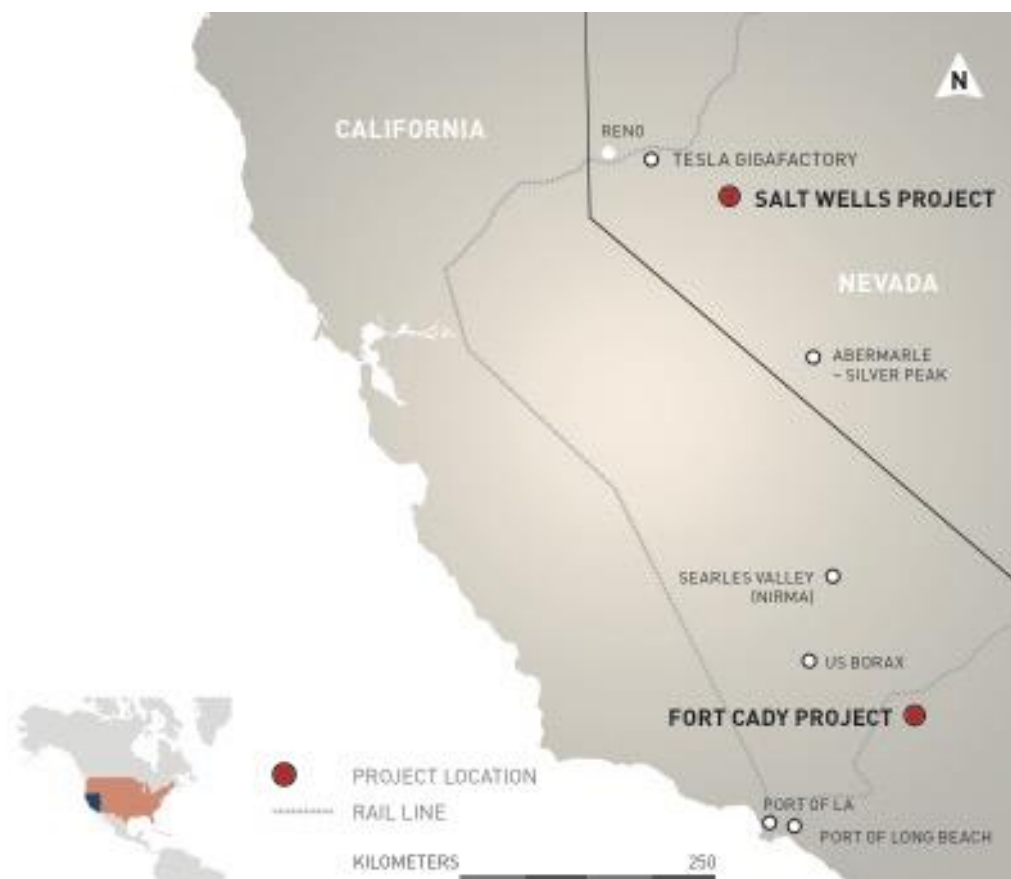 N
CALIFORNIA
RENO
TESLA GIGAFACTORY
SALT WELLS PROJECT
NEVADA
ABERMARLE
– SILVER PEAK
SEARLES VALLEY
(NIRMA)
US BORAX
FORT CADY PROJECT
PROJECT LOCATION
RAIL LINE
PORT OF LA
PORT OF LONG BEACH
KILOMETERS 250